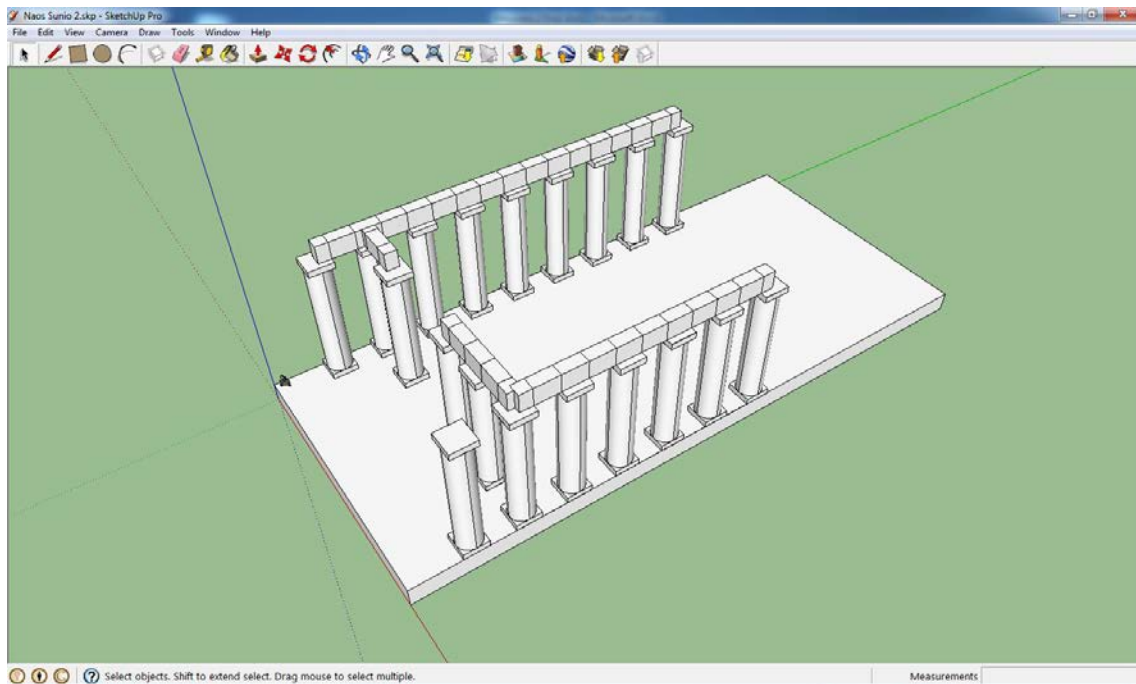 Naos Sunio 2.skp - SketchUp Pro
File Edit View Camera Draw Tools Window Help
Select objects. Shift to extend select. Drag mouse to select multiple.
Measurements